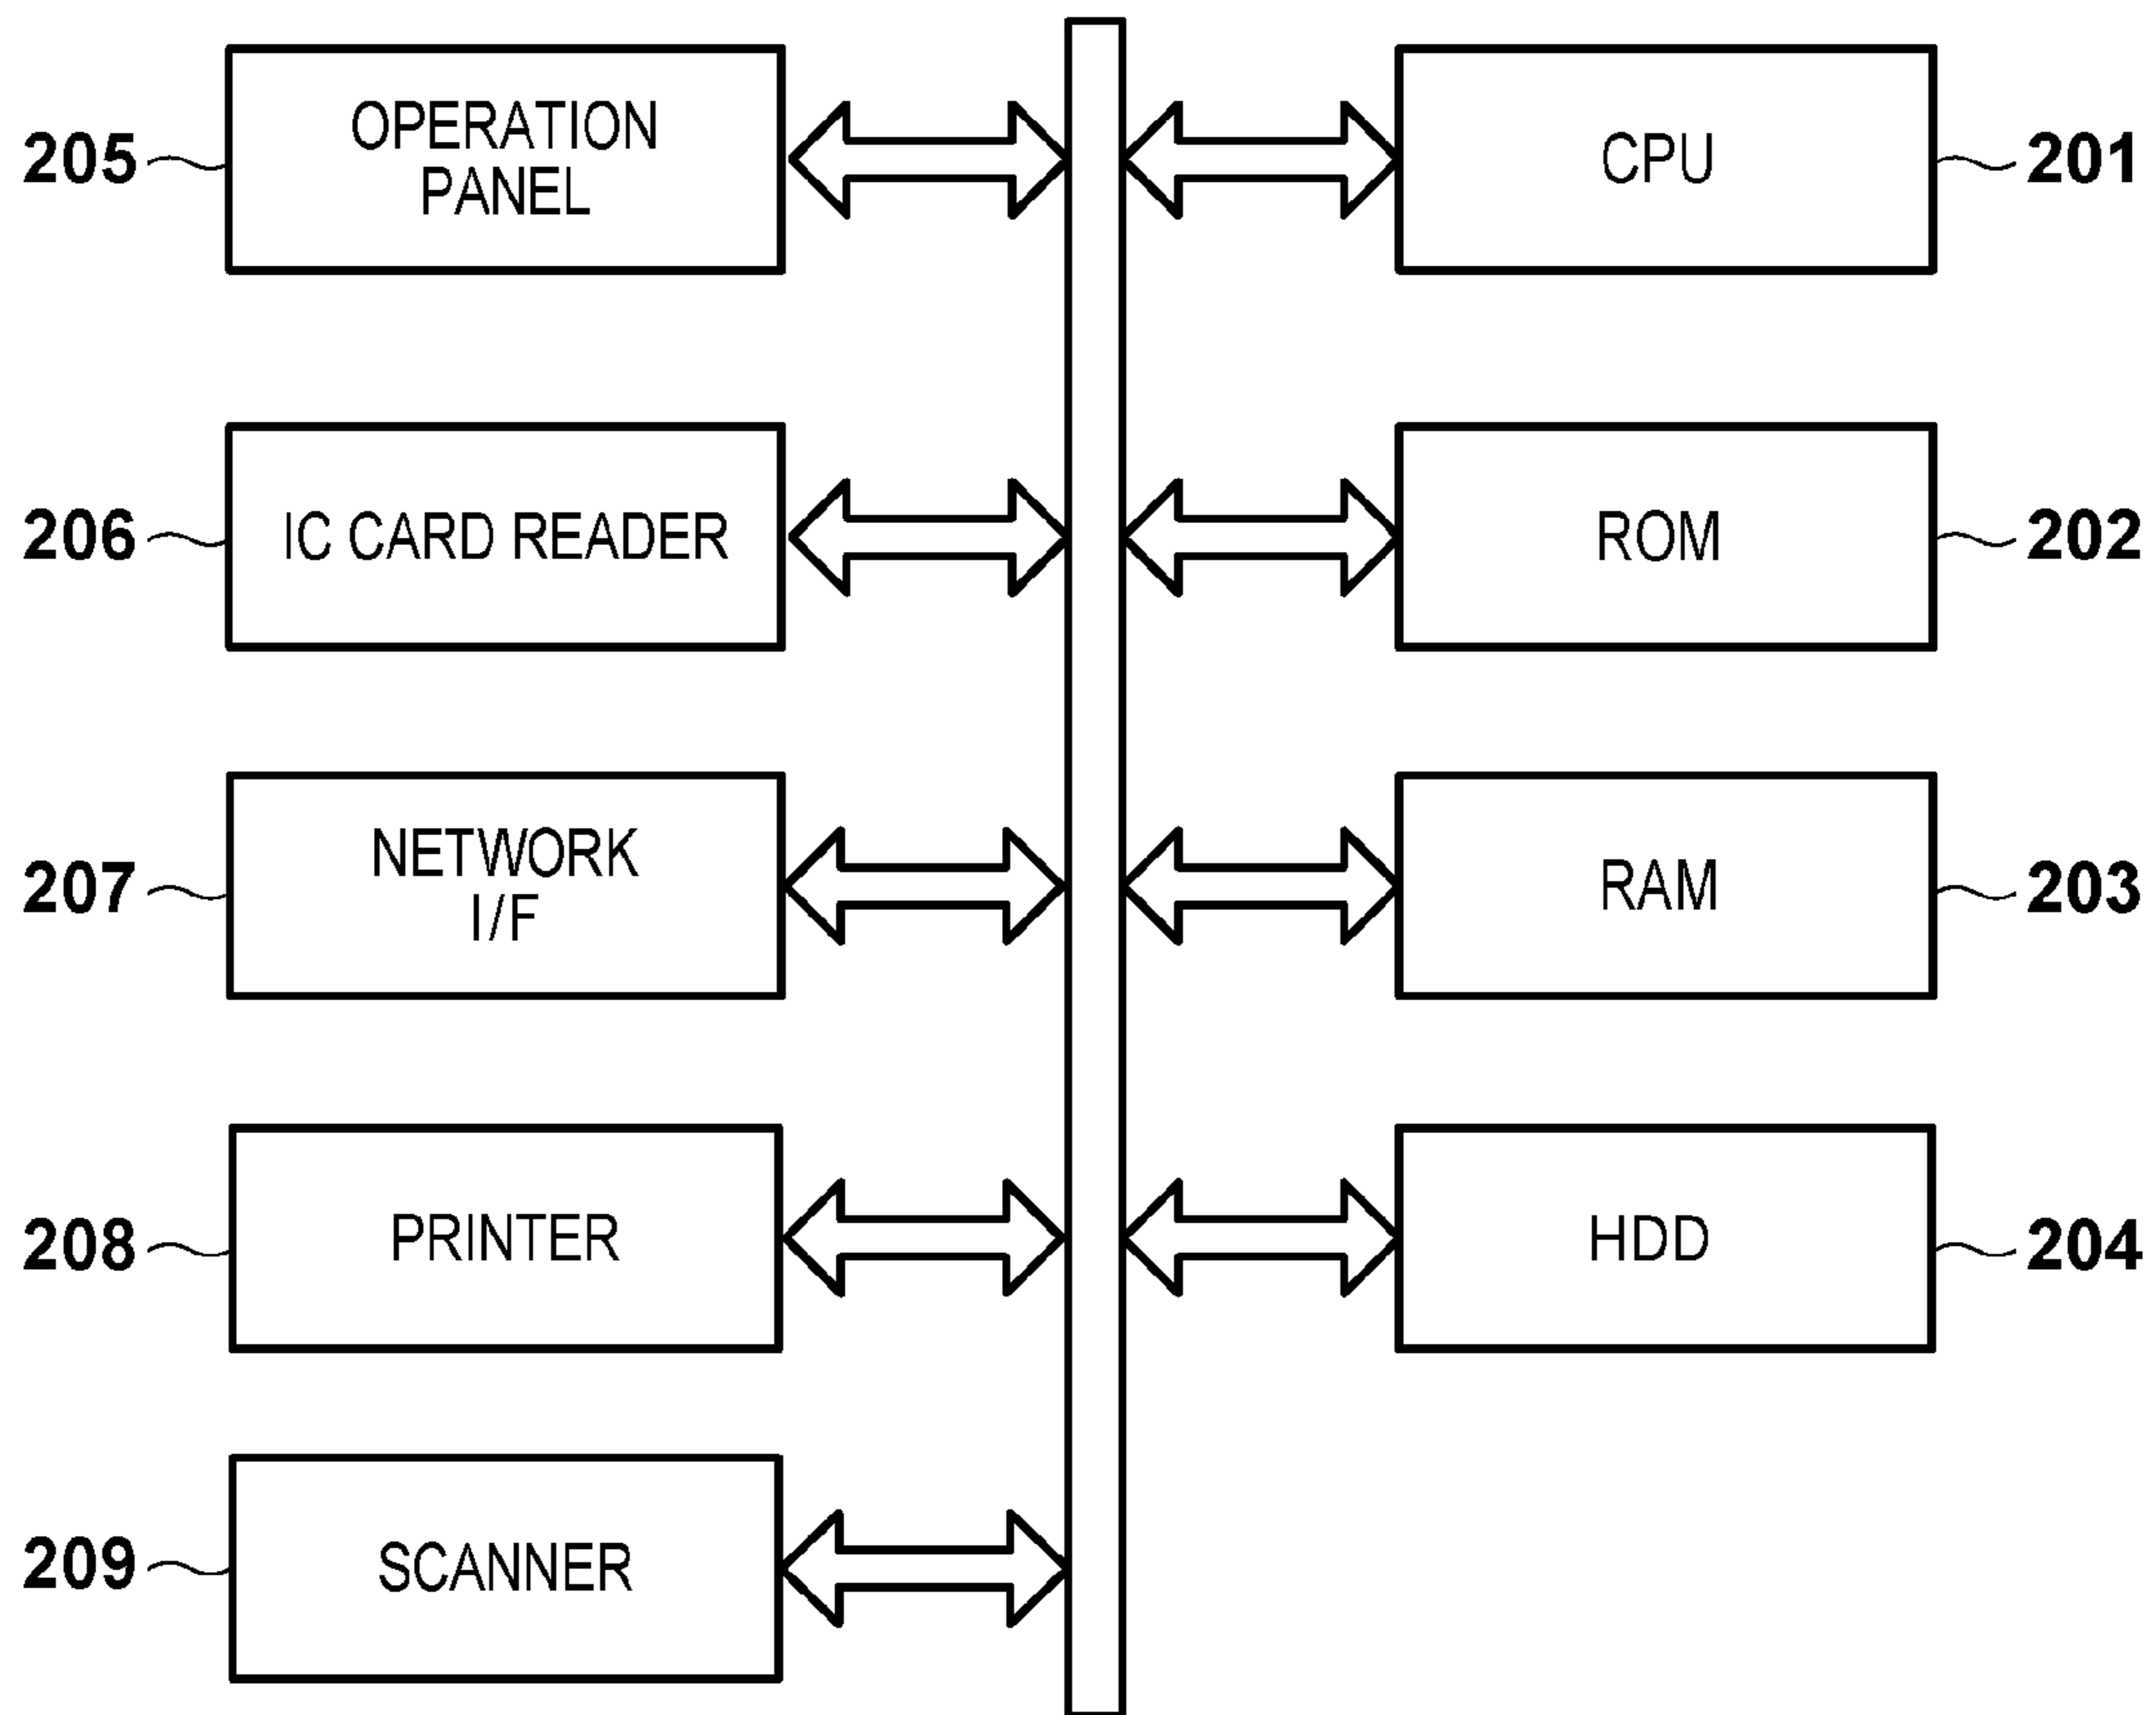 205
OPERATION
PANEL
CPU
201
206
IC CARD READER
ROM
202
207
NETWORK
I/F
RAM
203
208
PRINTER
HDD
204
209
SCANNER